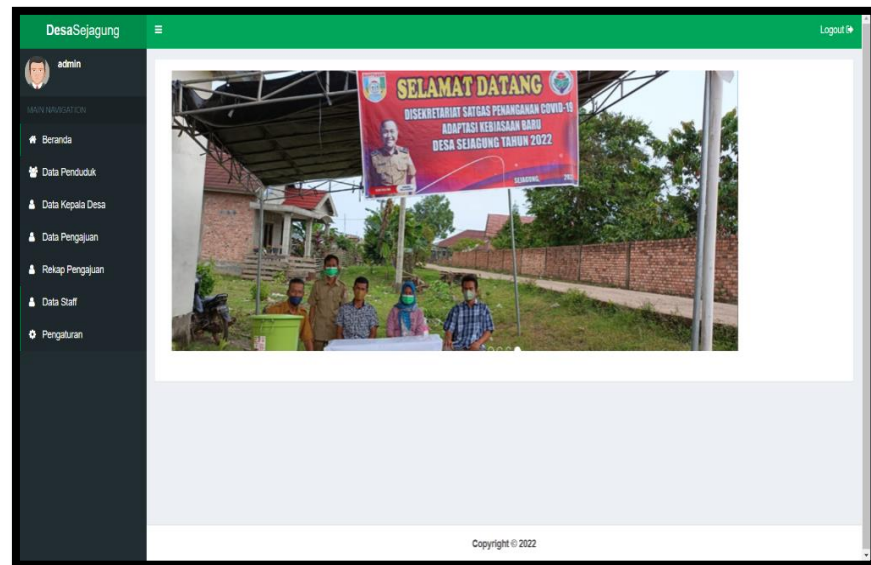 DesaSejagung
Logout
admin
MAIN NAVIGATION
Beranda
Data Penduduk
Data Kepala Desa
Data Pengajuan
Rekap Pengajuan
Data Staff
Pengaturan
SELAMAT DATANG
DISEKRETARIAT SATGAS PENANGANAN COVID-19
ADAPTASI KEBIASAAN BARU
DESA SEJAGUNG TAHUN 2022
SEJAGUNG,
Copyright © 2022